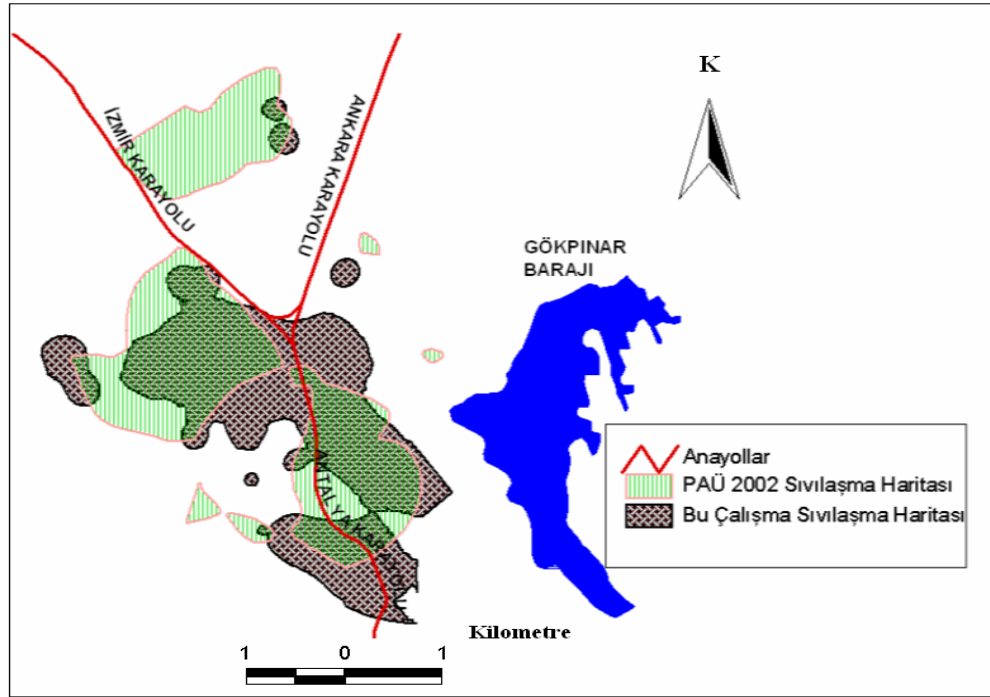 K
İZMİR KARAYOLU
ANKARA KARAYOLU
GÖKPINAR
BARAJI
ANTALYA KARAYOLU
Anayollar
PAÜ 2002 Sıvılaşma Haritası
Bu Çalışma Sıvılaşma Haritası
Kilometre
1 0 1